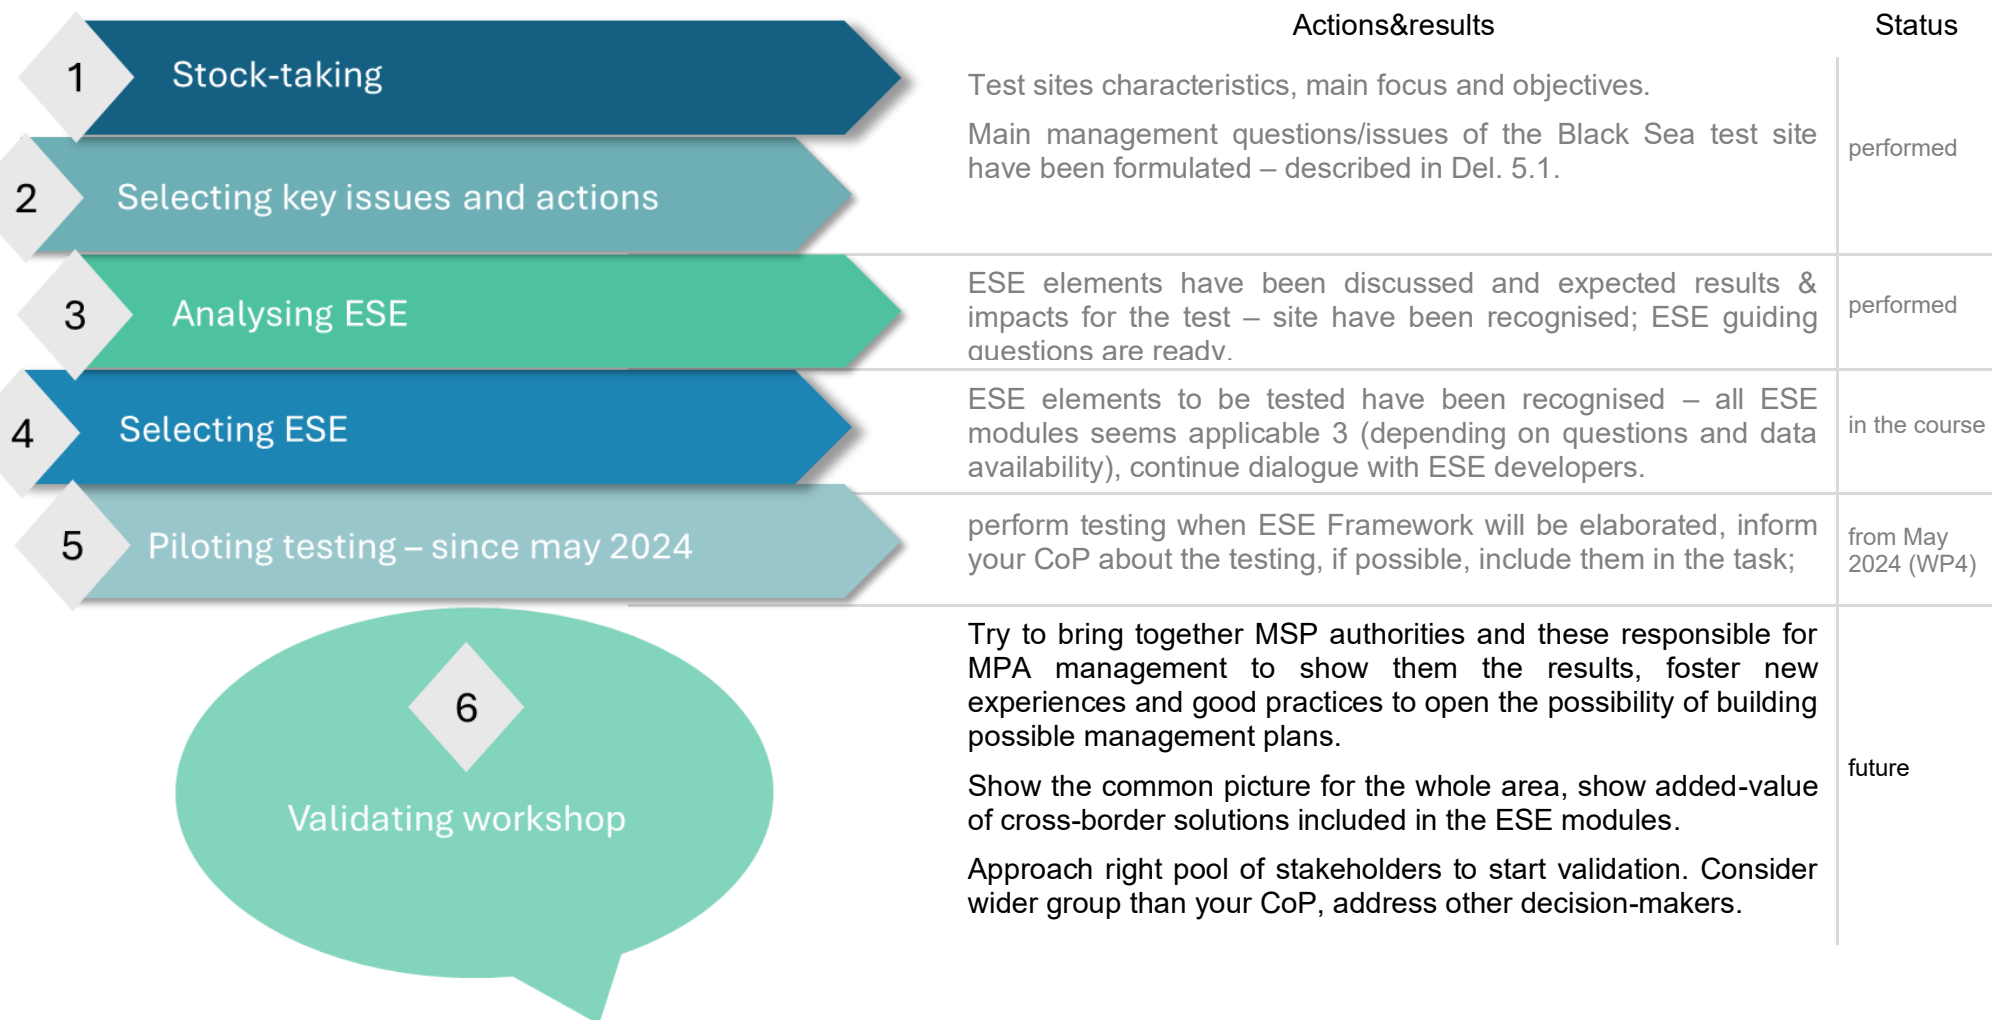 Actions&results
Status
1
Stock-taking
Test sites characteristics, main focus and objectives.
Main management questions/issues of the Black Sea test site
have been formulated – described in Del. 5.1.
performed
2
Selecting key issues and actions
3
Analysing ESE
ESE elements have been discussed and expected results &
impacts for the test – site have been recognised; ESE guiding
questions are ready.
performed
4
Selecting ESE
ESE elements to be tested have been recognised – all ESE
modules seems applicable 3 (depending on questions and data
availability), continue dialogue with ESE developers.
in the course
5
Piloting testing – since may 2024
perform testing when ESE Framework will be elaborated, inform
your CoP about the testing, if possible, include them in the task;
from May
2024 (WP4)
6
Validating workshop
Try to bring together MSP authorities and these responsible for
MPA management to show them the results, foster new
experiences and good practices to open the possibility of building
possible management plans.
Show the common picture for the whole area, show added-value
of cross-border solutions included in the ESE modules.
Approach right pool of stakeholders to start validation. Consider
wider group than your CoP, address other decision-makers.
future